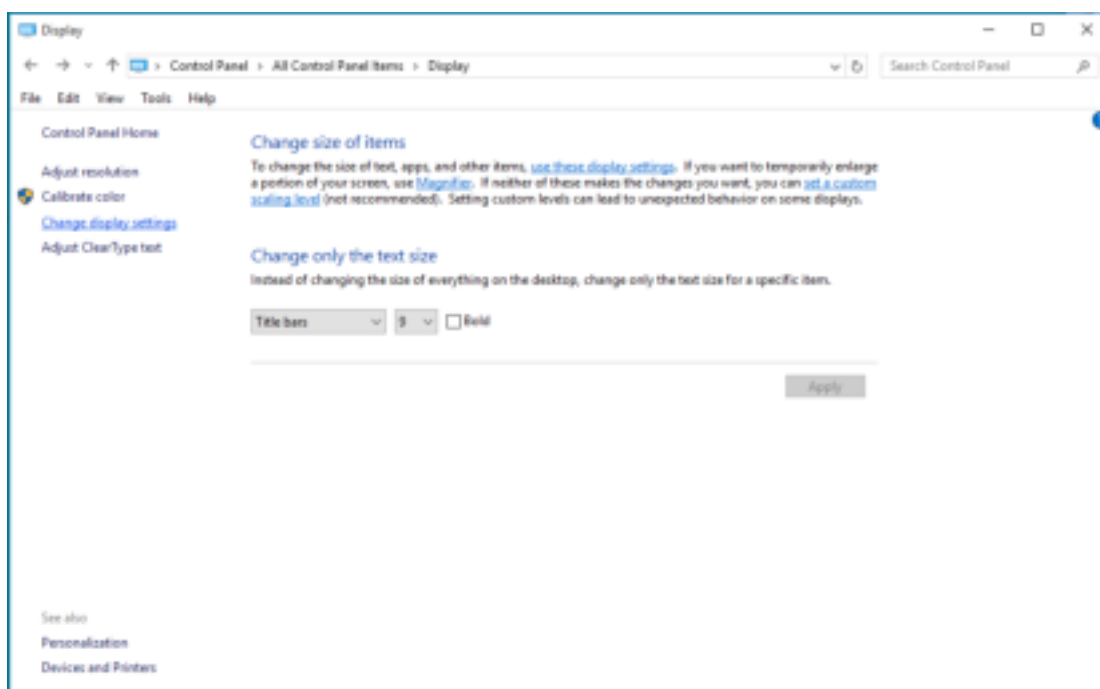 Display
Control Panel > All Control Panel Items > Display
Search Control Panel
File Edit View Tools Help
Control Panel Home
Adjust resolution
Calibrate color
Change display settings
Adjust ClearType text
Change size of items
To change the size of text, apps, and other items, use these display settings. If you want to temporarily enlarge
a portion of your screen, use Magnifier. If neither of these makes the changes you want, you can set a custom
scaling level (not recommended). Setting custom levels can lead to unexpected behavior on some displays.
Change only the text size
Instead of changing the size of everything on the desktop, change only the text size for a specific item.
Title bars 9 Bold
Apply
See also
Personalization
Devices and Printers